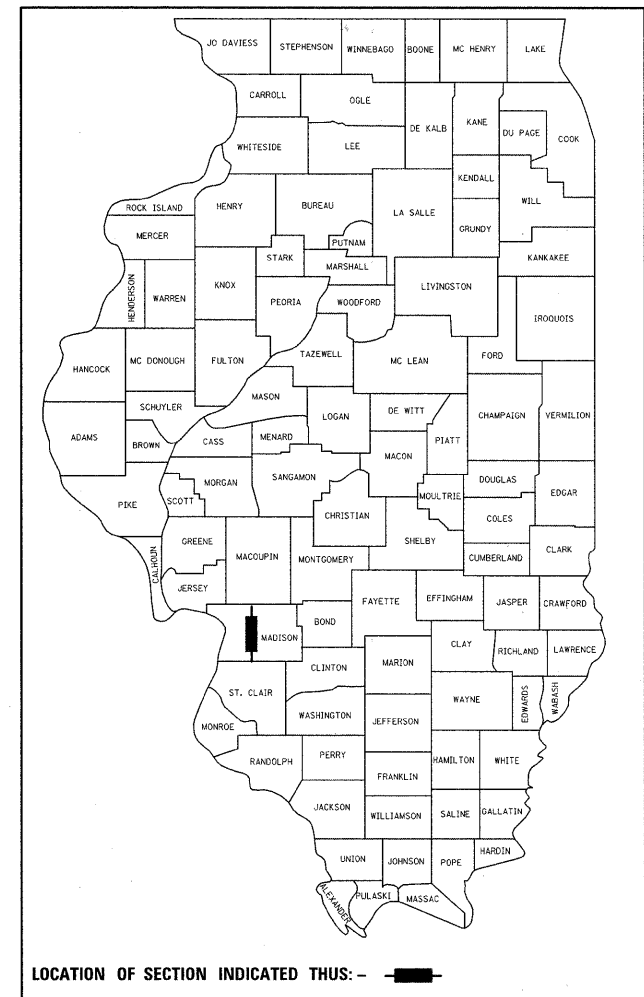 JO DAVIESS STEPHENSON WINNEBAGO BOONE MC HENRY LAKE
CARROLL OGLE DE KALB KANE DU PAGE COOK
WHITESIDE LEE
KENDALL
ROCK ISLAND HENRY BUREAU LA SALLE GRUNDY WILL
MERCER PUTNAM
STARK MARSHALL KANKAKEE
HENDERSON WARREN KNOX PEORIA WOODFORD LIVINGSTON IROQUOIS
HANCOCK MC DONOUGH FULTON TAZEWELL MC LEAN FORD
SCHUYLER MASON
ADAMS BROWN CASS MENARD LOGAN DE WITT PIATT CHAMPAIGN VERMILION
MACON
PIKE SCOTT MORGAN SANGAMON MOULTRIE DOUGLAS EDGAR
CHRISTIAN COLES
CALHOUN GREENE MACOUPIN MONTGOMERY SHELBY CUMBERLAND CLARK
JERSEY
FAYETTE EFFINGHAM JASPER CRAWFORD
MADISON BOND
CLAY RICHLAND LAWRENCE
CLINTON MARION
ST. CLAIR WAYNE EDWARDS WABASH
WASHINGTON JEFFERSON
MONROE
RANDOLPH PERRY HAMILTON WHITE
FRANKLIN
JACKSON WILLIAMSON SALINE GALLATIN
UNION JOHNSON POPE HARDIN
ALEXANDER PULASKI MASSAC
LOCATION OF SECTION INDICATED THUS: –